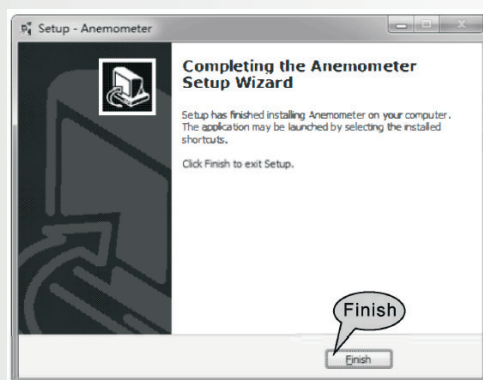 Setup - Anemometer
Completing the Anemometer
Setup Wizard
Setup has finished installing Anemometer on your computer.
The application may be launched by selecting the installed
shortcuts.
Click Finish to exit Setup.
Finish
Finish